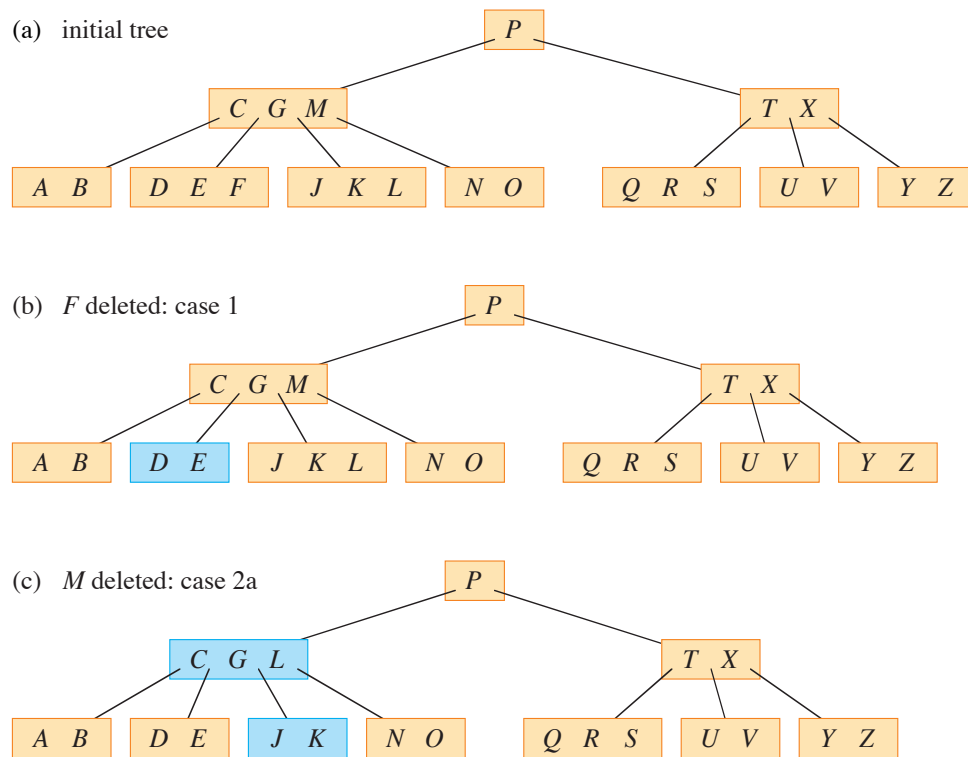 (a) initial tree
P
C G M
T X
A B
D E F
J K L
N O
Q R S
U V
Y Z
(b) F deleted: case 1
P
C G M
T X
A B
D E
J K L
N O
Q R S
U V
Y Z
(c) M deleted: case 2a
P
C G L
T X
A B
D E
J K
N O
Q R S
U V
Y Z